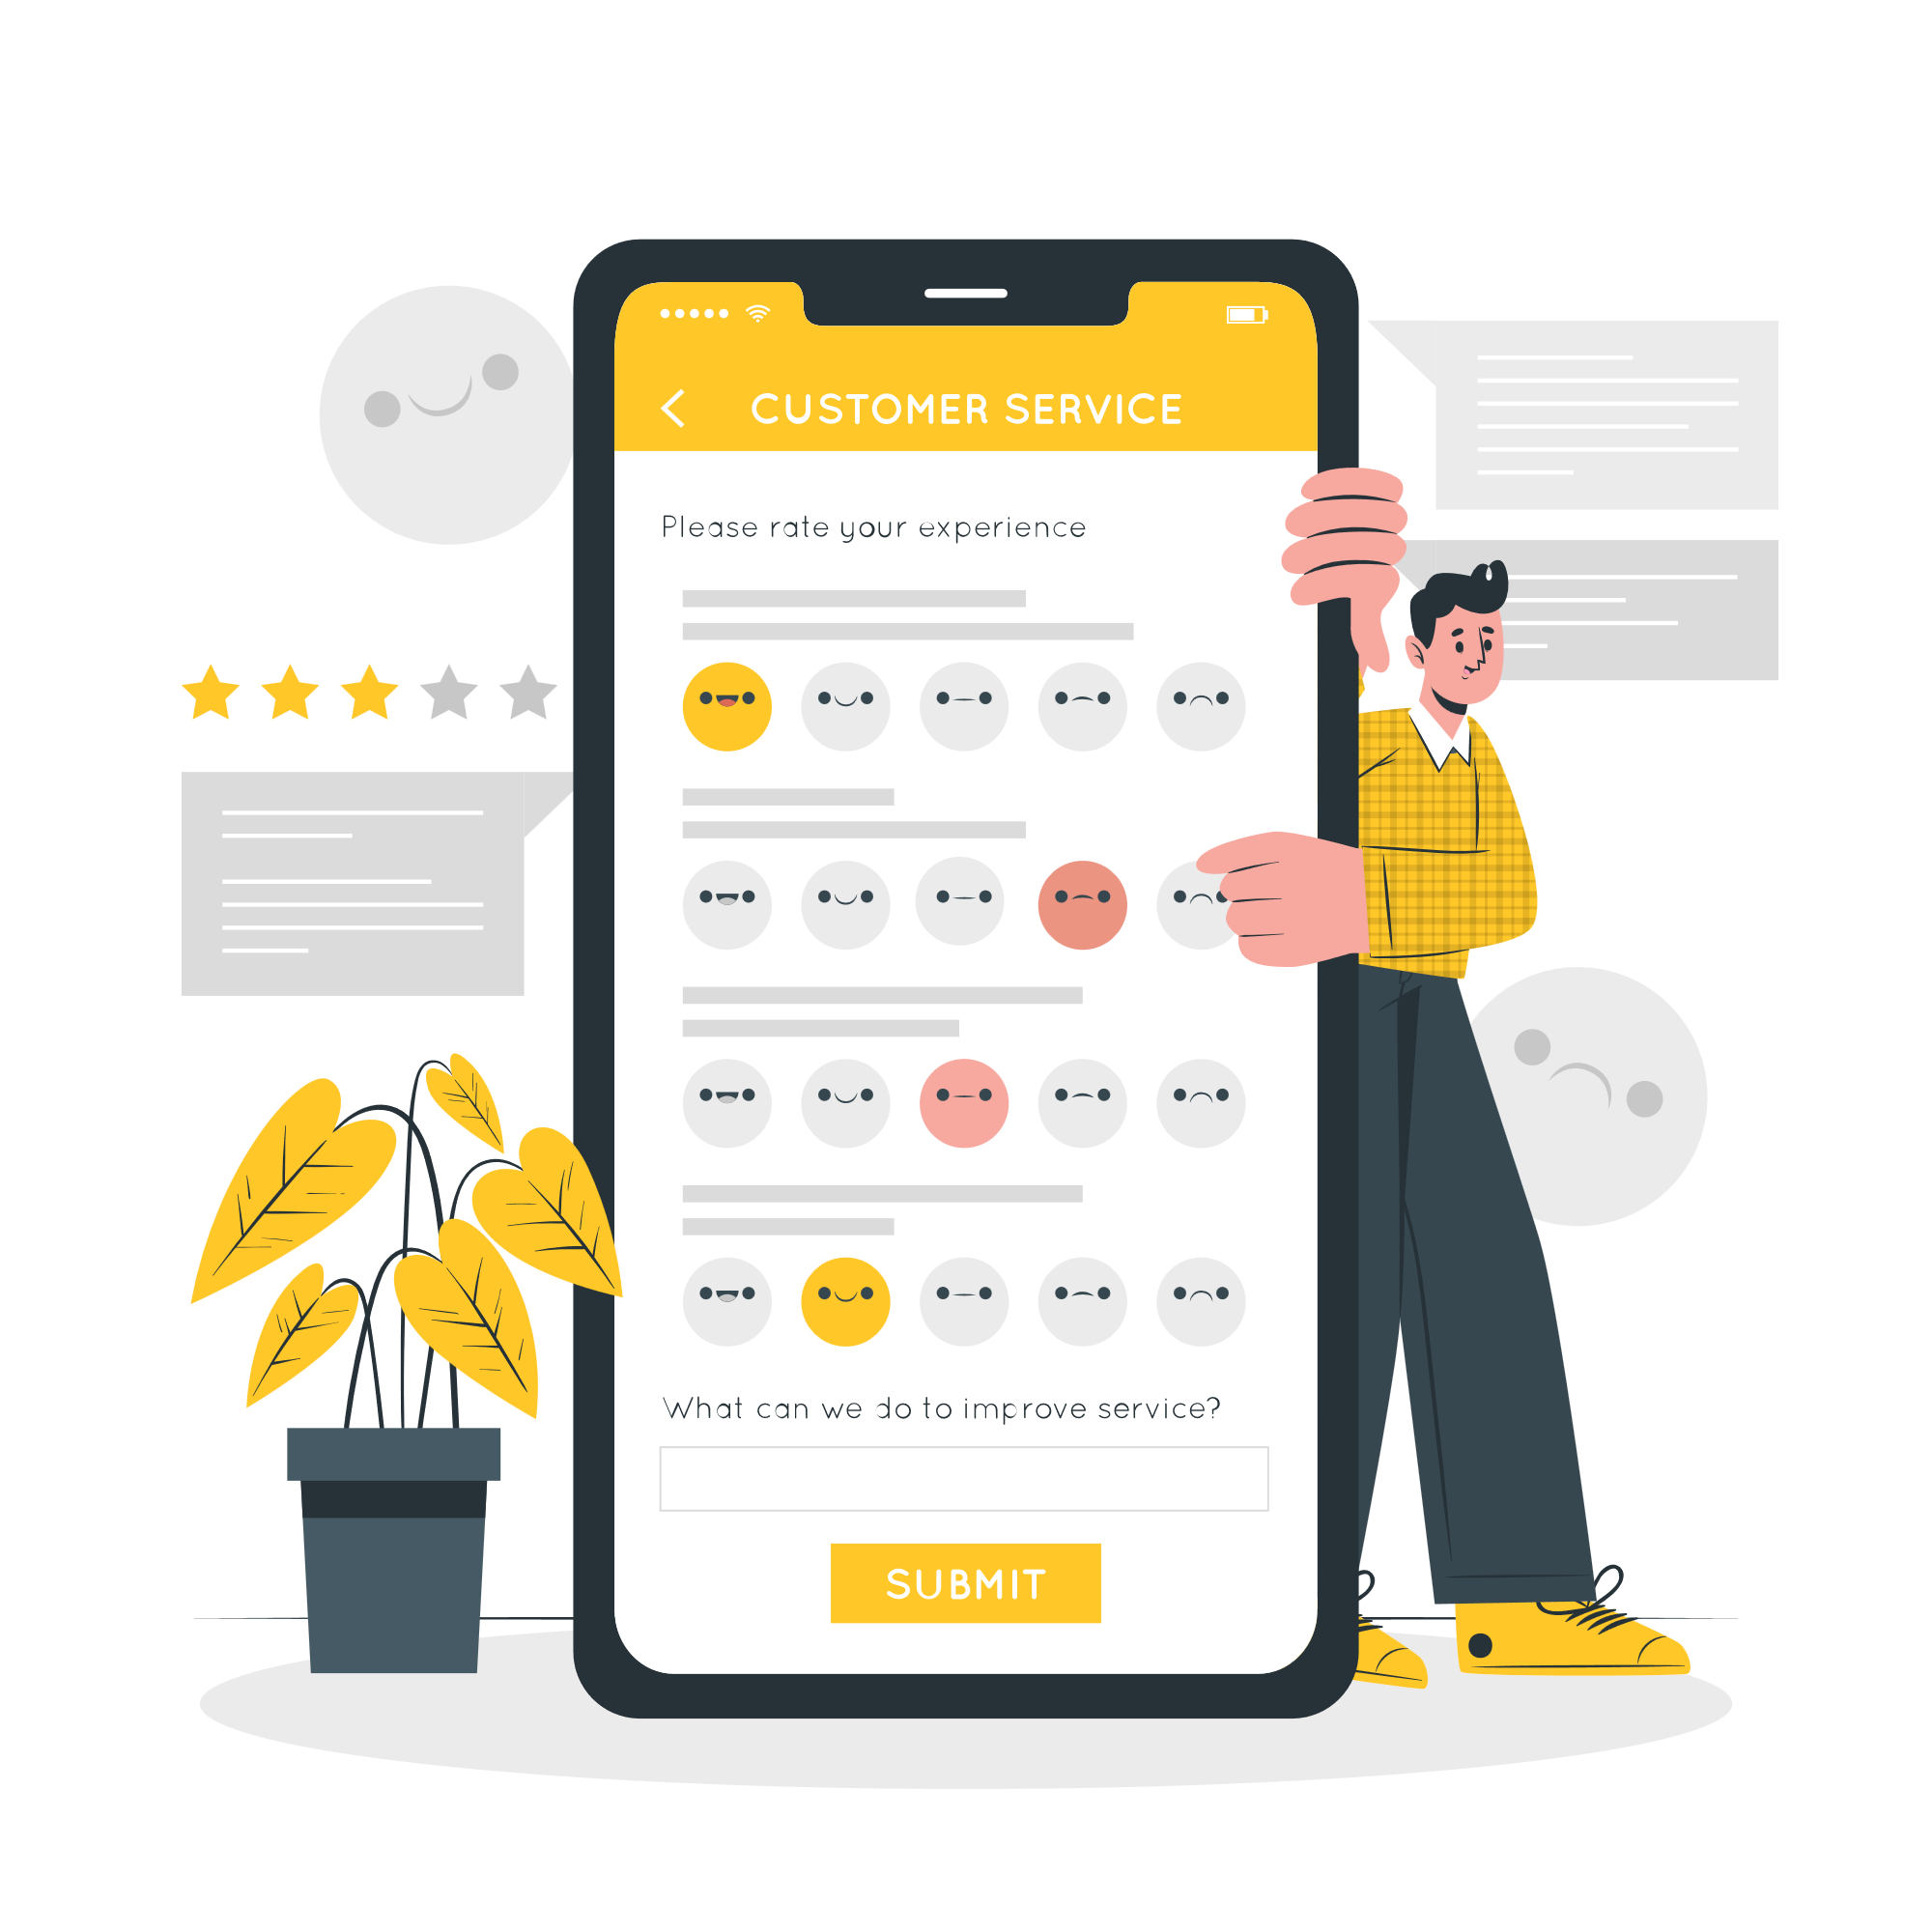 CUSTOMER SERVICE
Please rate your experience
What can we do to improve service?
SUBMIT